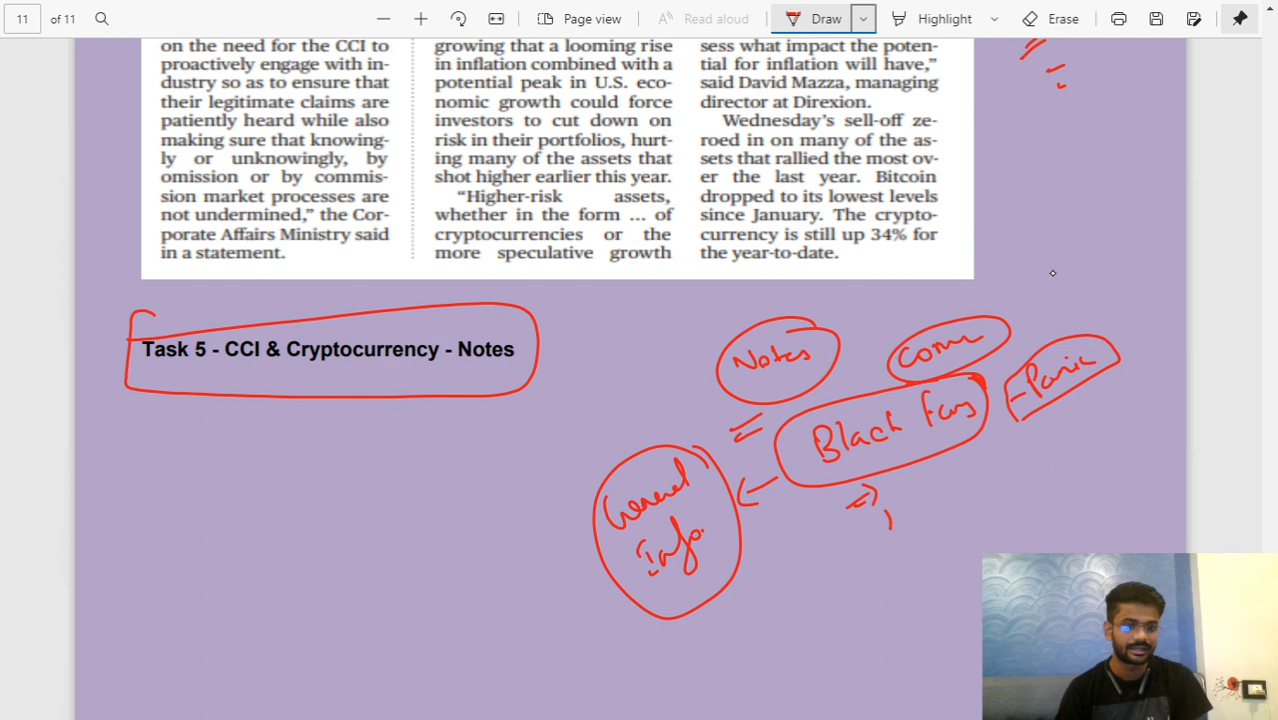 11 of 11
Page view
Read aloud
Draw
Highlight
Erase
on the need for the CCI to
proactively engage with in-
dustry so as to ensure that
their legitimate claims are
patiently heard while also
making sure that knowing-
ly or unknowingly, by
omission or by commis-
sion market processes are
not undermined," the Cor-
porate Affairs Ministry said
in a statement.
growing that a looming rise
in inflation combined with a
potential peak in U.S. eco-
nomic growth could force
investors to cut down on
risk in their portfolios, hurt-
ing many of the assets that
shot higher earlier this year.
"Higher-risk assets,
whether in the form ... of
cryptocurrencies or the
more speculative growth
sess what impact the poten-
tial for inflation will have,"
said David Mazza, managing
director at Direxion.
Wednesday's sell-off ze-
roed in on many of the as-
sets that rallied the most ov-
er the last year. Bitcoin
dropped to its lowest levels
since January. The crypto-
currency is still up 34% for
the year-to-date.
Task 5 - CCI & Cryptocurrency - Notes
Notes
- Panic
Black
General
Info